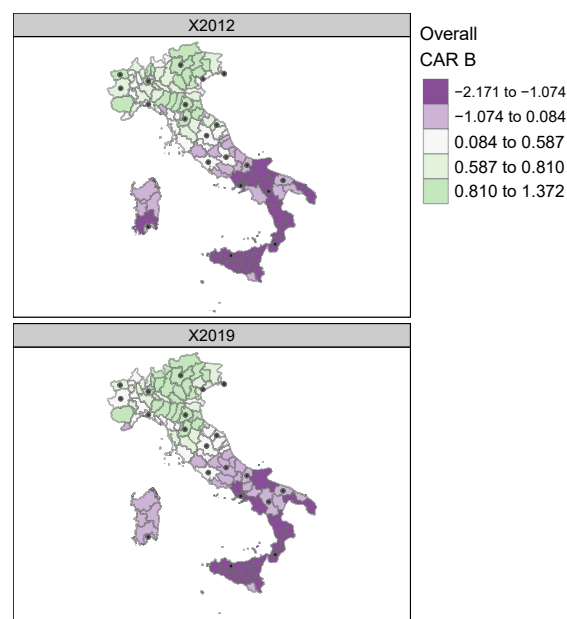 X2012
Overall
CAR B
−2.171 to −1.074
−1.074 to 0.084
0.084 to 0.587
0.587 to 0.810
0.810 to 1.372
X2019